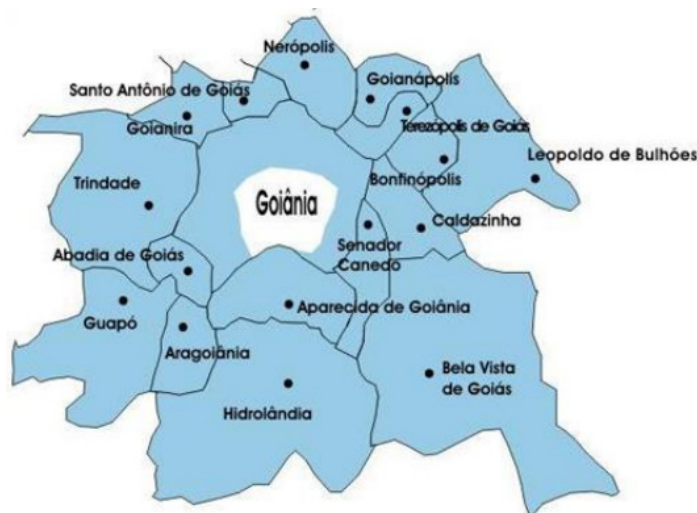 Nerópolis
Goianápolis
Santo Antônio de Goiás
Goianira
Terezópolis de Goiás
Leopoldo de Bulhões
Bonfinópolis
Trindade
Goiânia
Caldazinha
Senador
Canedo
Abadia de Goiás
Guapó
Aparecida de Goiânia
Aragoiânia
Bela Vista
de Goiás
Hidrolândia